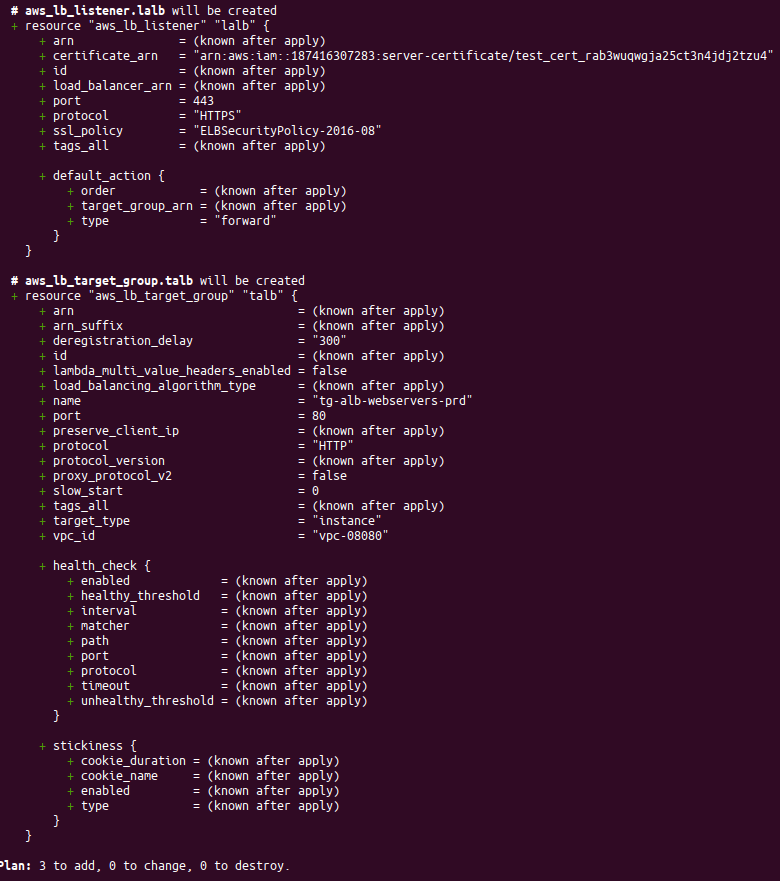 # aws_lb_listener.lalb will be created
+ resource "aws_lb_listener" "lalb" {
+ arn = (known after apply)
+ certificate_arn = "arn:aws:iam::187416307283:server-certificate/test_cert_rab3wuqwgja25ct3n4jdj2tzu4"
+ id = (known after apply)
+ load_balancer_arn = (known after apply)
+ port = 443
+ protocol = "HTTPS"
+ ssl_policy = "ELBSecurityPolicy-2016-08"
+ tags_all = (known after apply)
+ default_action {
+ order = (known after apply)
+ target_group_arn = (known after apply)
+ type = "forward"
}
}
# aws_lb_target_group.talb will be created
+ resource "aws_lb_target_group" "talb" {
+ arn = (known after apply)
+ arn_suffix = (known after apply)
+ deregistration_delay = "300"
+ id = (known after apply)
+ lambda_multi_value_headers_enabled = false
+ load_balancing_algorithm_type = (known after apply)
+ name = "tg-alb-webservers-prd"
+ port = 80
+ preserve_client_ip = (known after apply)
+ protocol = "HTTP"
+ protocol_version = (known after apply)
+ proxy_protocol_v2 = false
+ slow_start = 0
+ tags_all = (known after apply)
+ target_type = "instance"
+ vpc_id = "vpc-08080"
+ health_check {
+ enabled = (known after apply)
+ healthy_threshold = (known after apply)
+ interval = (known after apply)
+ matcher = (known after apply)
+ path = (known after apply)
+ port = (known after apply)
+ protocol = (known after apply)
+ timeout = (known after apply)
+ unhealthy_threshold = (known after apply)
}
+ stickiness {
+ cookie_duration = (known after apply)
+ cookie_name = (known after apply)
+ enabled = (known after apply)
+ type = (known after apply)
}
}
Plan: 3 to add, 0 to change, 0 to destroy.